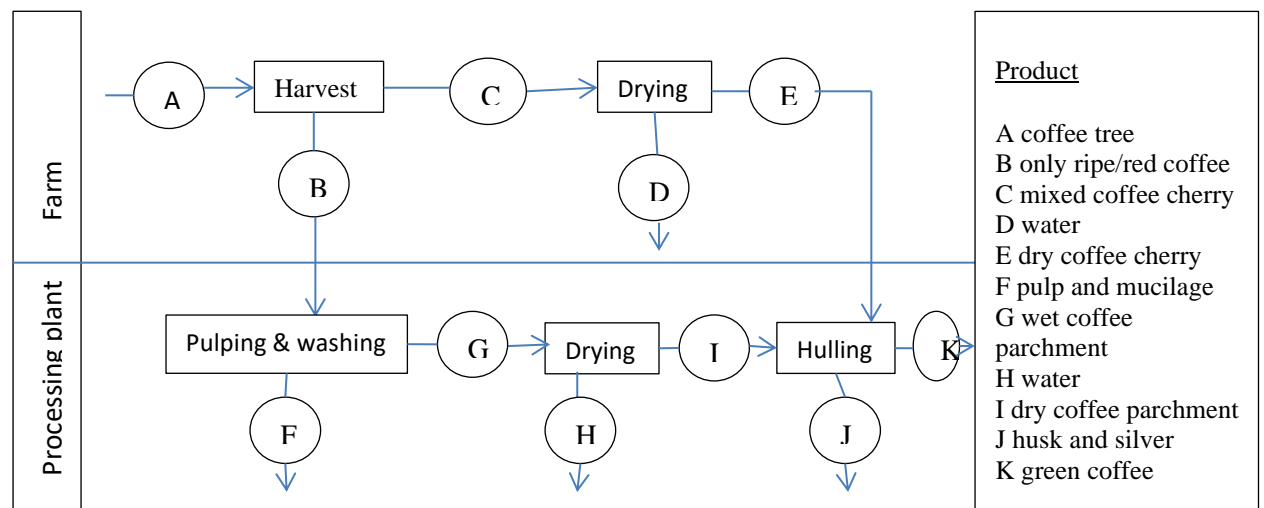 Farm
A
Harvest
C
Drying
E
B
D
Processing plant
Pulping & washing
G
Drying
I
Hulling
K
F
H
J
Product
A coffee tree
B only ripe/red coffee
C mixed coffee cherry
D water
E dry coffee cherry
F pulp and mucilage
G wet coffee
parchment
H water
I dry coffee parchment
J husk and silver
K green coffee